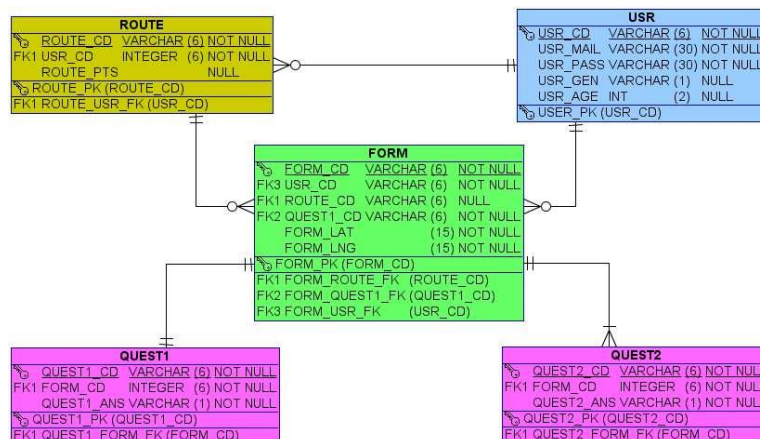 ROUTE
ROUTE_CD VARCHAR (6) NOT NULL
FK1 USR_CD INTEGER (6) NOT NULL
ROUTE_PTS NULL
ROUTE_PK (ROUTE_CD)
FK1 ROUTE_USR_FK (USR_CD)
USR
USR_CD VARCHAR (6) NOT NULL
USR_MAIL VARCHAR (30) NOT NULL
USR_PASS VARCHAR (30) NOT NULL
USR_GEN VARCHAR (1) NULL
USR_AGE INT (2) NULL
USER_PK (USR_CD)
FORM
FORM_CD VARCHAR (6) NOT NULL
FK3 USR_CD VARCHAR (6) NOT NULL
FK1 ROUTE_CD VARCHAR (6) NULL
FK2 QUEST1_CD VARCHAR (6) NOT NULL
FORM_LAT (15) NOT NULL
FORM_LNG (15) NOT NULL
FORM_PK (FORM_CD)
FK1 FORM_ROUTE_FK (ROUTE_CD)
FK2 FORM_QUEST1_FK (QUEST1_CD)
FK3 FORM_USR_FK (USR_CD)
QUEST1
QUEST1_CD VARCHAR (6) NOT NULL
FK1 FORM_CD INTEGER (6) NOT NULL
QUEST1_ANS VARCHAR (1) NOT NULL
QUEST1_PK (QUEST1_CD)
FK1 QUEST1_FORM_FK (FORM_CD)
QUEST2
QUEST2_CD VARCHAR (6) NOT NULL
FK1 FORM_CD INTEGER (6) NOT NULL
QUEST2_ANS VARCHAR (1) NOT NULL
QUEST2_PK (QUEST2_CD)
FK1 QUEST2_FORM_FK (FORM_CD)